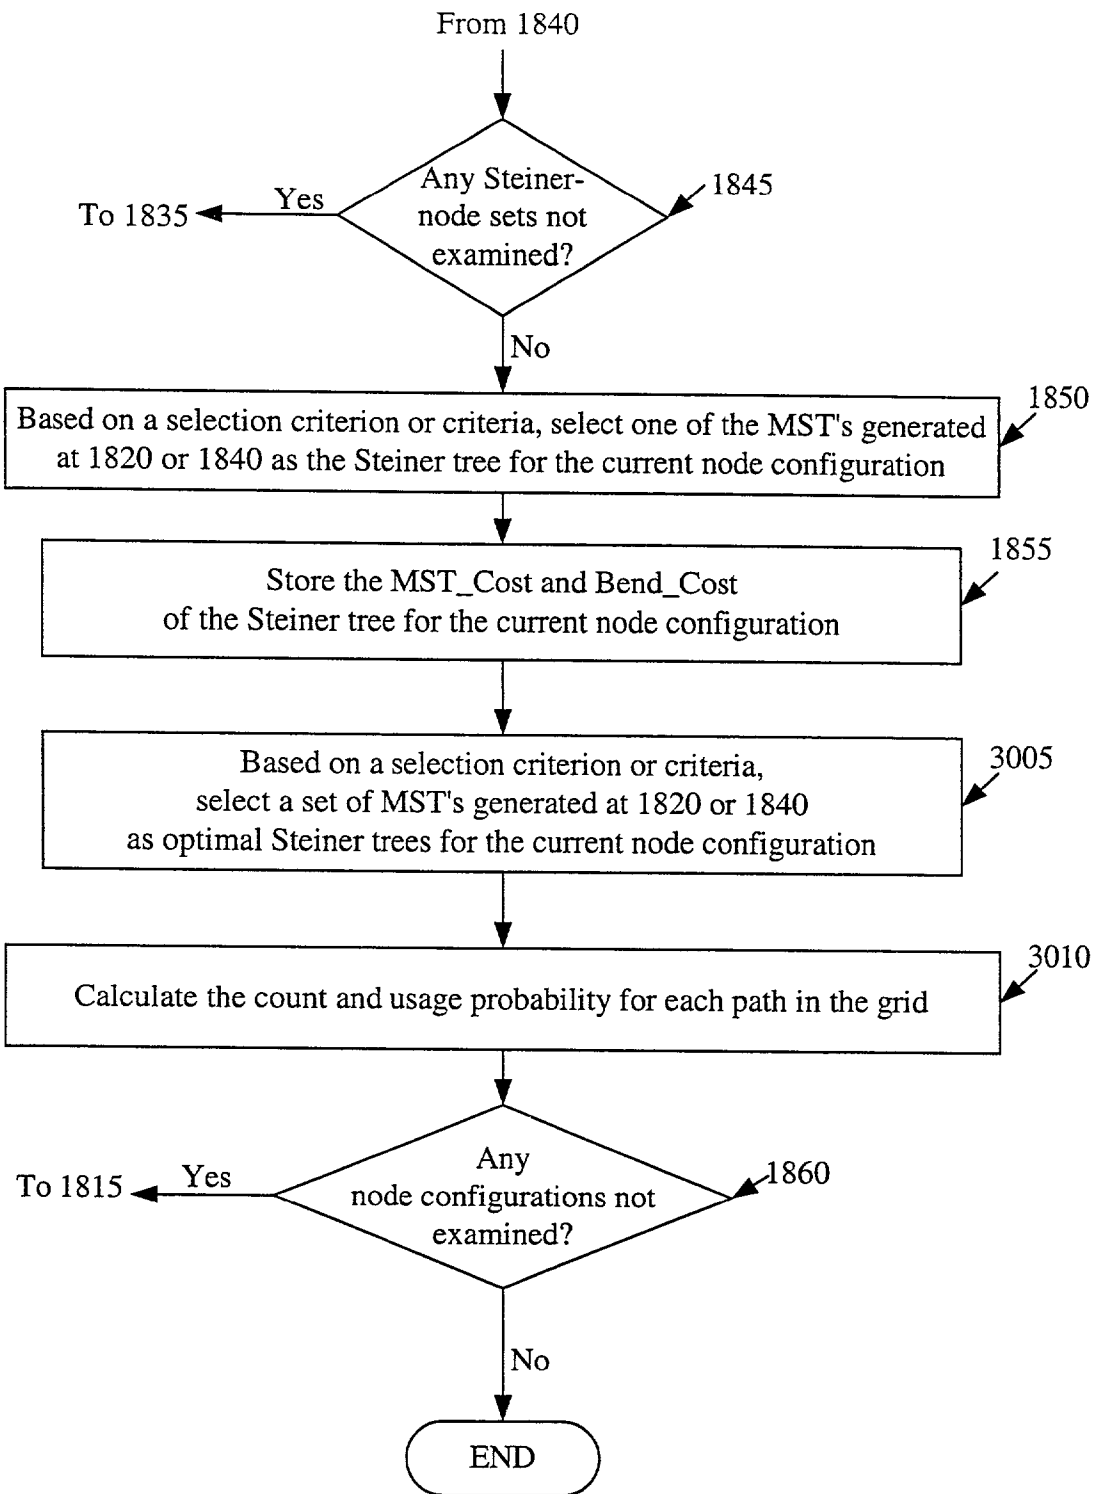 From 1840
Any Steiner-
node sets not
examined?
1845
Yes
To 1835
No
1850
Based on a selection criterion or criteria, select one of the MST's generated
at 1820 or 1840 as the Steiner tree for the current node configuration
1855
Store the MST_Cost and Bend_Cost
of the Steiner tree for the current node configuration
3005
Based on a selection criterion or criteria,
select a set of MST's generated at 1820 or 1840
as optimal Steiner trees for the current node configuration
3010
Calculate the count and usage probability for each path in the grid
Any
node configurations not
examined?
1860
Yes
To 1815
No
END